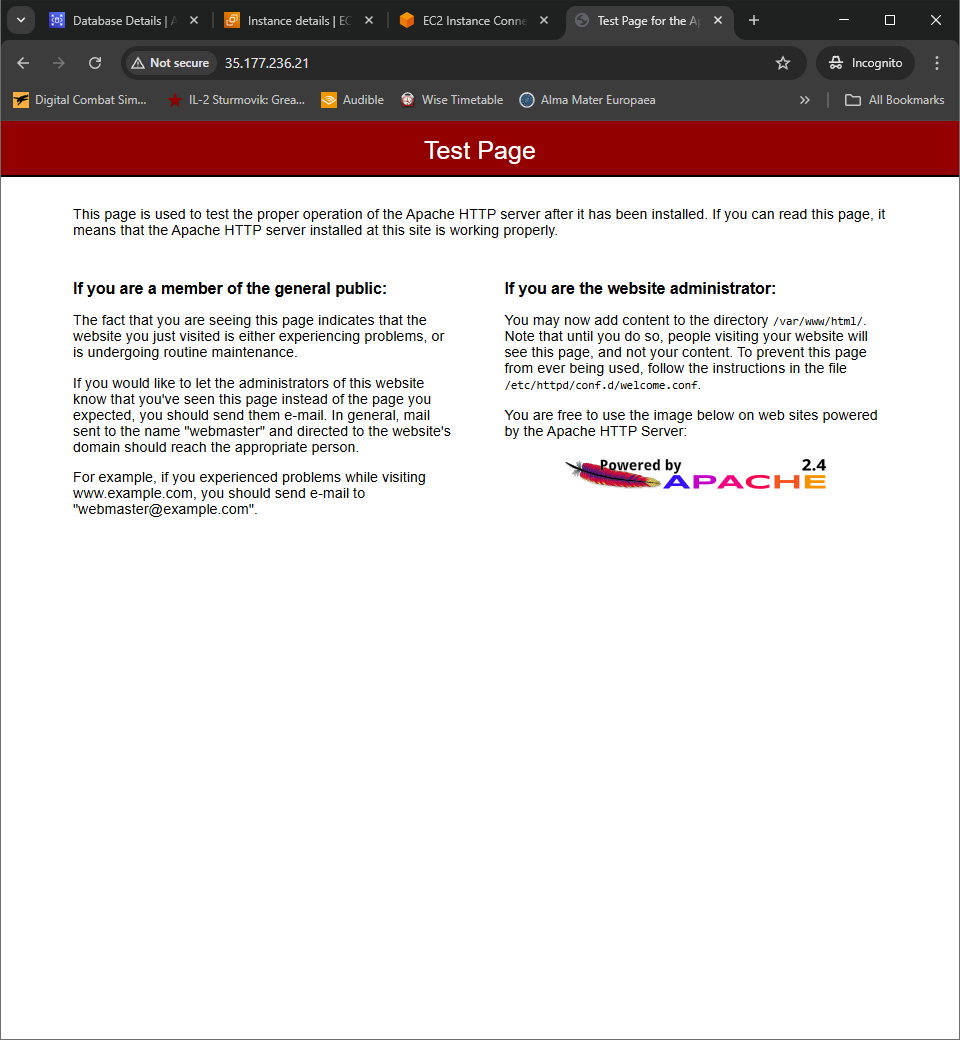 Database Details | A
Instance details | EC
EC2 Instance Conne
Test Page for the Ap
Not secure
35.177.236.21
Incognito
Digital Combat Sim...
IL-2 Sturmovik: Grea...
Audible
Wise Timetable
Alma Mater Europaea
All Bookmarks
Test Page
This page is used to test the proper operation of the Apache HTTP server after it has been installed. If you can read this page, it
means that the Apache HTTP server installed at this site is working properly.
If you are a member of the general public:
The fact that you are seeing this page indicates that the
website you just visited is either experiencing problems, or
is undergoing routine maintenance.
If you would like to let the administrators of this website
know that you've seen this page instead of the page you
expected, you should send them e-mail. In general, mail
sent to the name "webmaster" and directed to the website's
domain should reach the appropriate person.
For example, if you experienced problems while visiting
www.example.com, you should send e-mail to
"webmaster@example.com".
If you are the website administrator:
You may now add content to the directory /var/www/html/.
Note that until you do so, people visiting your website will
see this page, and not your content. To prevent this page
from ever being used, follow the instructions in the file
/etc/httpd/conf.d/welcome.conf.
You are free to use the image below on web sites powered
by the Apache HTTP Server:
Powered by 2.4
APACHE